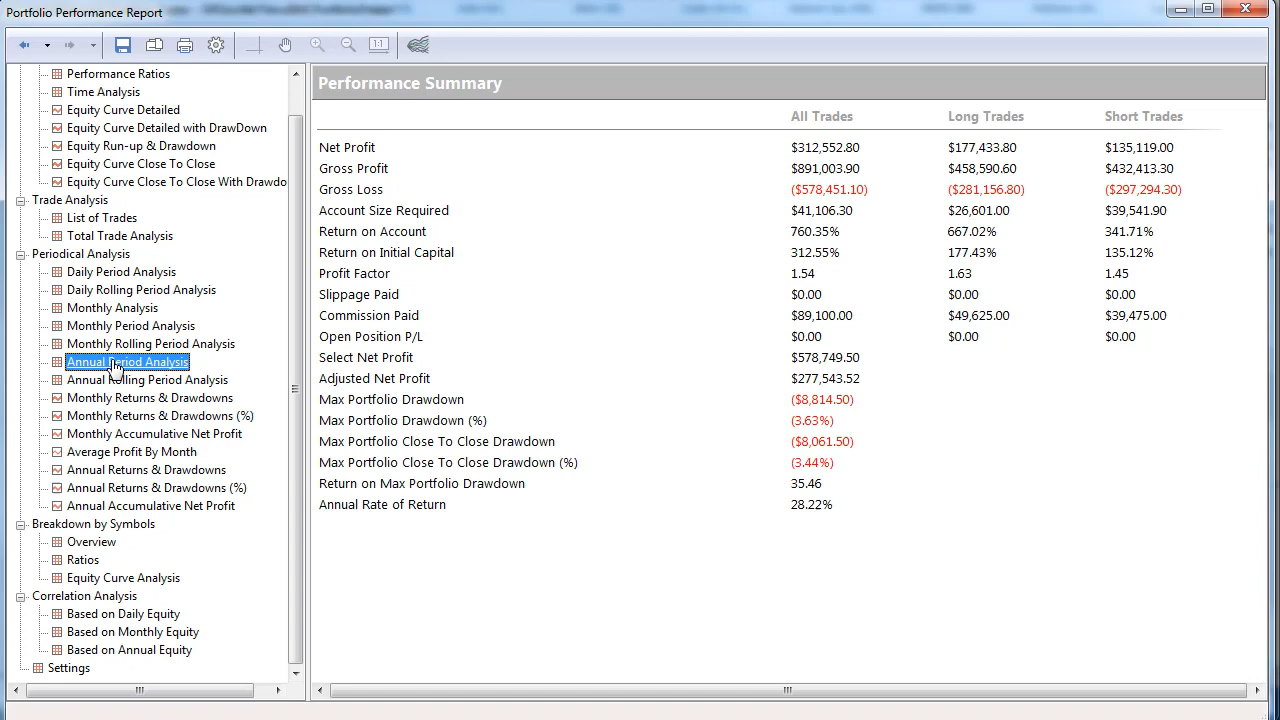 Portfolio Performance Report
1:1
Performance Ratios
Time Analysis
Equity Curve Detailed
Equity Curve Detailed with DrawDown
Equity Run-up & Drawdown
Equity Curve Close To Close
Equity Curve Close To Close With Drawdo
Trade Analysis
List of Trades
Total Trade Analysis
Periodical Analysis
Daily Period Analysis
Daily Rolling Period Analysis
Monthly Analysis
Monthly Period Analysis
Monthly Rolling Period Analysis
Annual Period Analysis
Annual Rolling Period Analysis
Monthly Returns & Drawdowns
Monthly Returns & Drawdowns (%)
Monthly Accumulative Net Profit
Average Profit By Month
Annual Returns & Drawdowns
Annual Returns & Drawdowns (%)
Annual Accumulative Net Profit
Breakdown by Symbols
Overview
Ratios
Equity Curve Analysis
Correlation Analysis
Based on Daily Equity
Based on Monthly Equity
Based on Annual Equity
Settings
Performance Summary
All Trades Long Trades Short Trades
Net Profit $312,552.80 $177,433.80 $135,119.00
Gross Profit $891,003.90 $458,590.60 $432,413.30
Gross Loss ($578,451.10) ($281,156.80) ($297,294.30)
Account Size Required $41,106.30 $26,601.00 $39,541.90
Return on Account 760.35% 667.02% 341.71%
Return on Initial Capital 312.55% 177.43% 135.12%
Profit Factor 1.54 1.63 1.45
Slippage Paid $0.00 $0.00 $0.00
Commission Paid $89,100.00 $49,625.00 $39,475.00
Open Position P/L $0.00 $0.00 $0.00
Select Net Profit $578,749.50
Adjusted Net Profit $277,543.52
Max Portfolio Drawdown ($8,814.50)
Max Portfolio Drawdown (%) (3.63%)
Max Portfolio Close To Close Drawdown ($8,061.50)
Max Portfolio Close To Close Drawdown (%) (3.44%)
Return on Max Portfolio Drawdown 35.46
Annual Rate of Return 28.22%